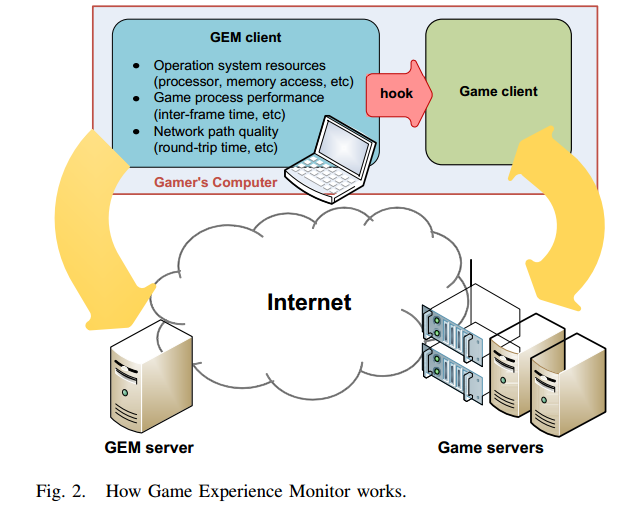 GEM client
• Operation system resources
(processor, memory access, etc)
• Game process performance
(inter-frame time, etc)
• Network path quality
(round-trip time, etc)
hook
Game client
Gamer's Computer
Internet
GEM server
Game servers
Fig. 2. How Game Experience Monitor works.